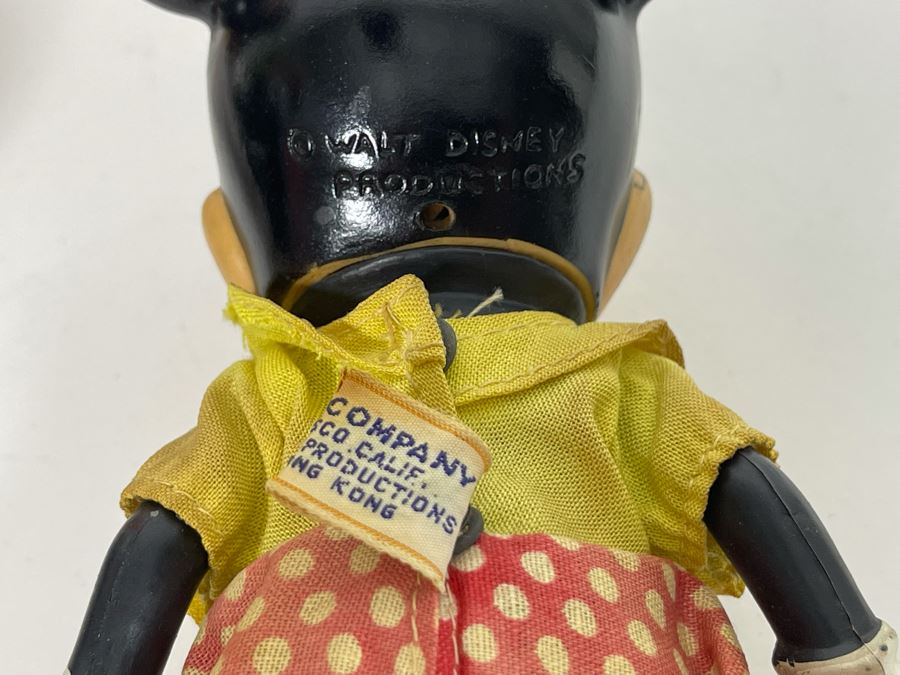 © WALT DISNEY
PRODUCTIONS
COMPANY
SCO CALIF..
PRODUCTIONS
NG KONG